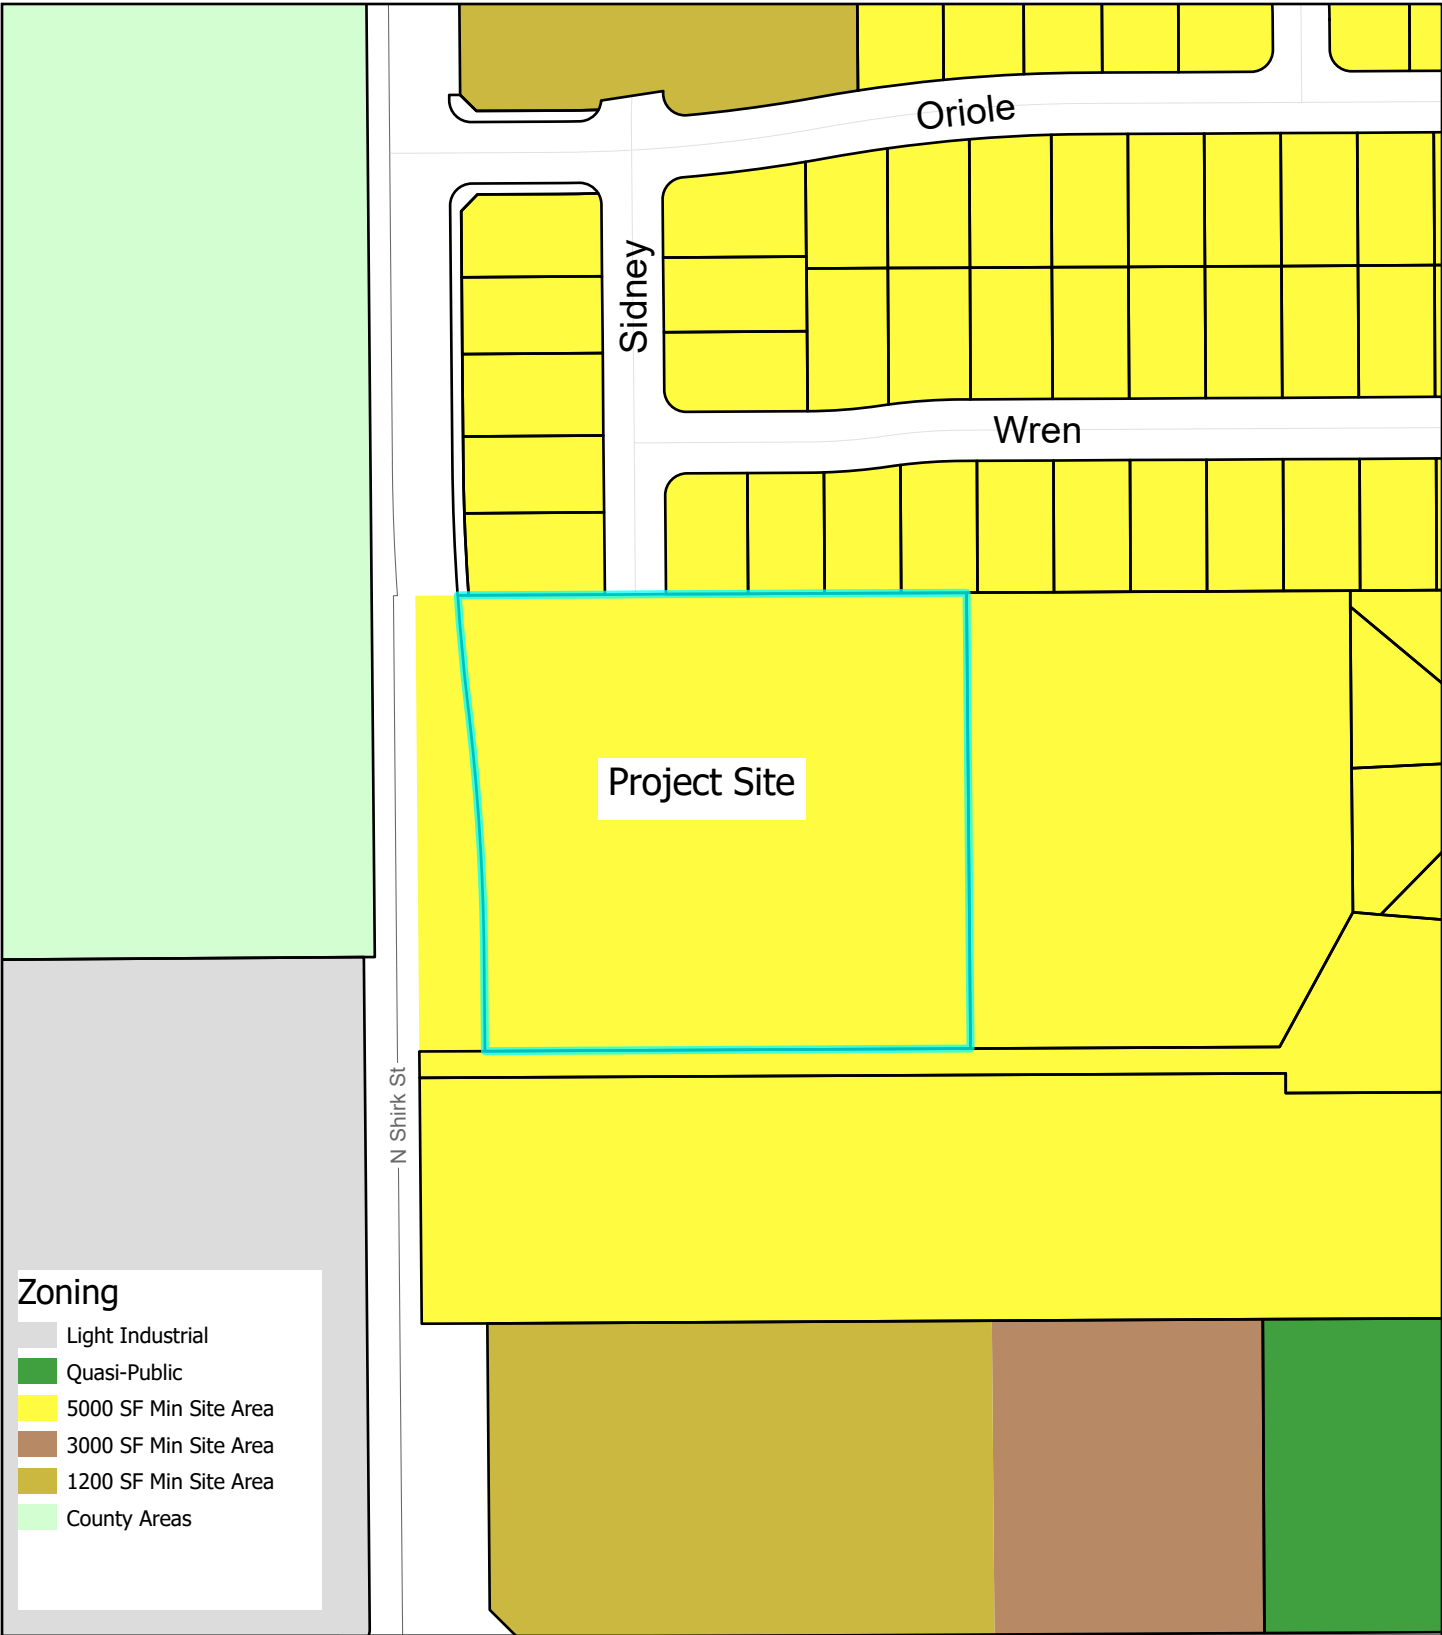 Oriole
Sidney
Wren
Project Site
N Shirk St
Zoning
Light Industrial
Quasi-Public
5000 SF Min Site Area
3000 SF Min Site Area
1200 SF Min Site Area
County Areas